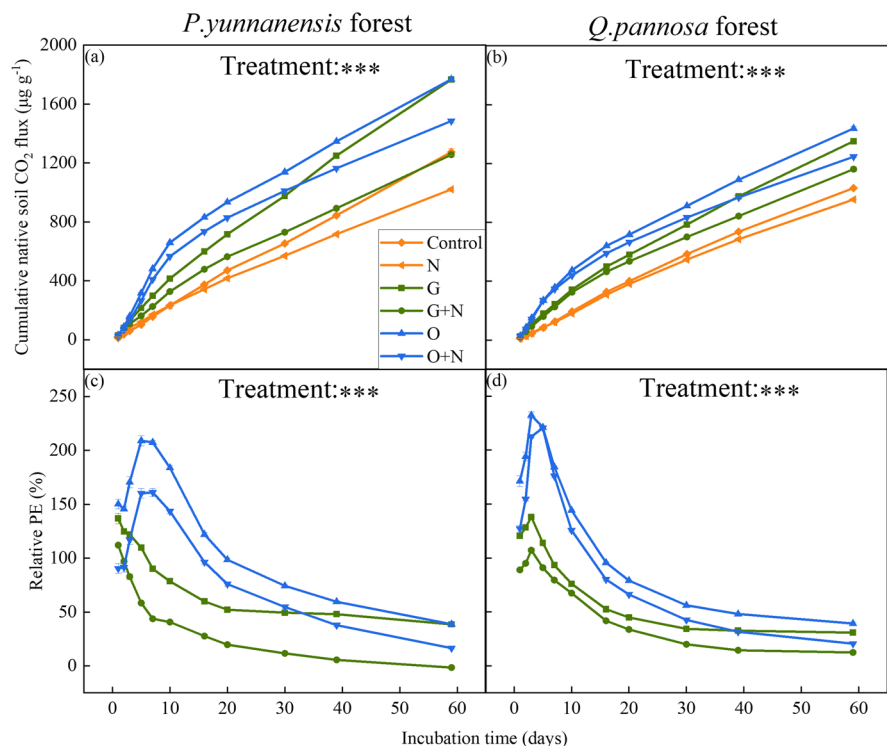 P.yunnanensis forest
Q.pannosa forest
Cumulative native soil CO₂ flux (μg g⁻¹)
2000
1600
1200
800
400
0
(a)
Treatment:***
Control
N
G
G+N
O
O+N
(b)
Treatment:***
Relative PE (%)
250
200
150
100
50
0
(c)
Treatment:***
(d)
Treatment:***
0 10 20 30 40 50 60
0 10 20 30 40 50 60
Incubation time (days)